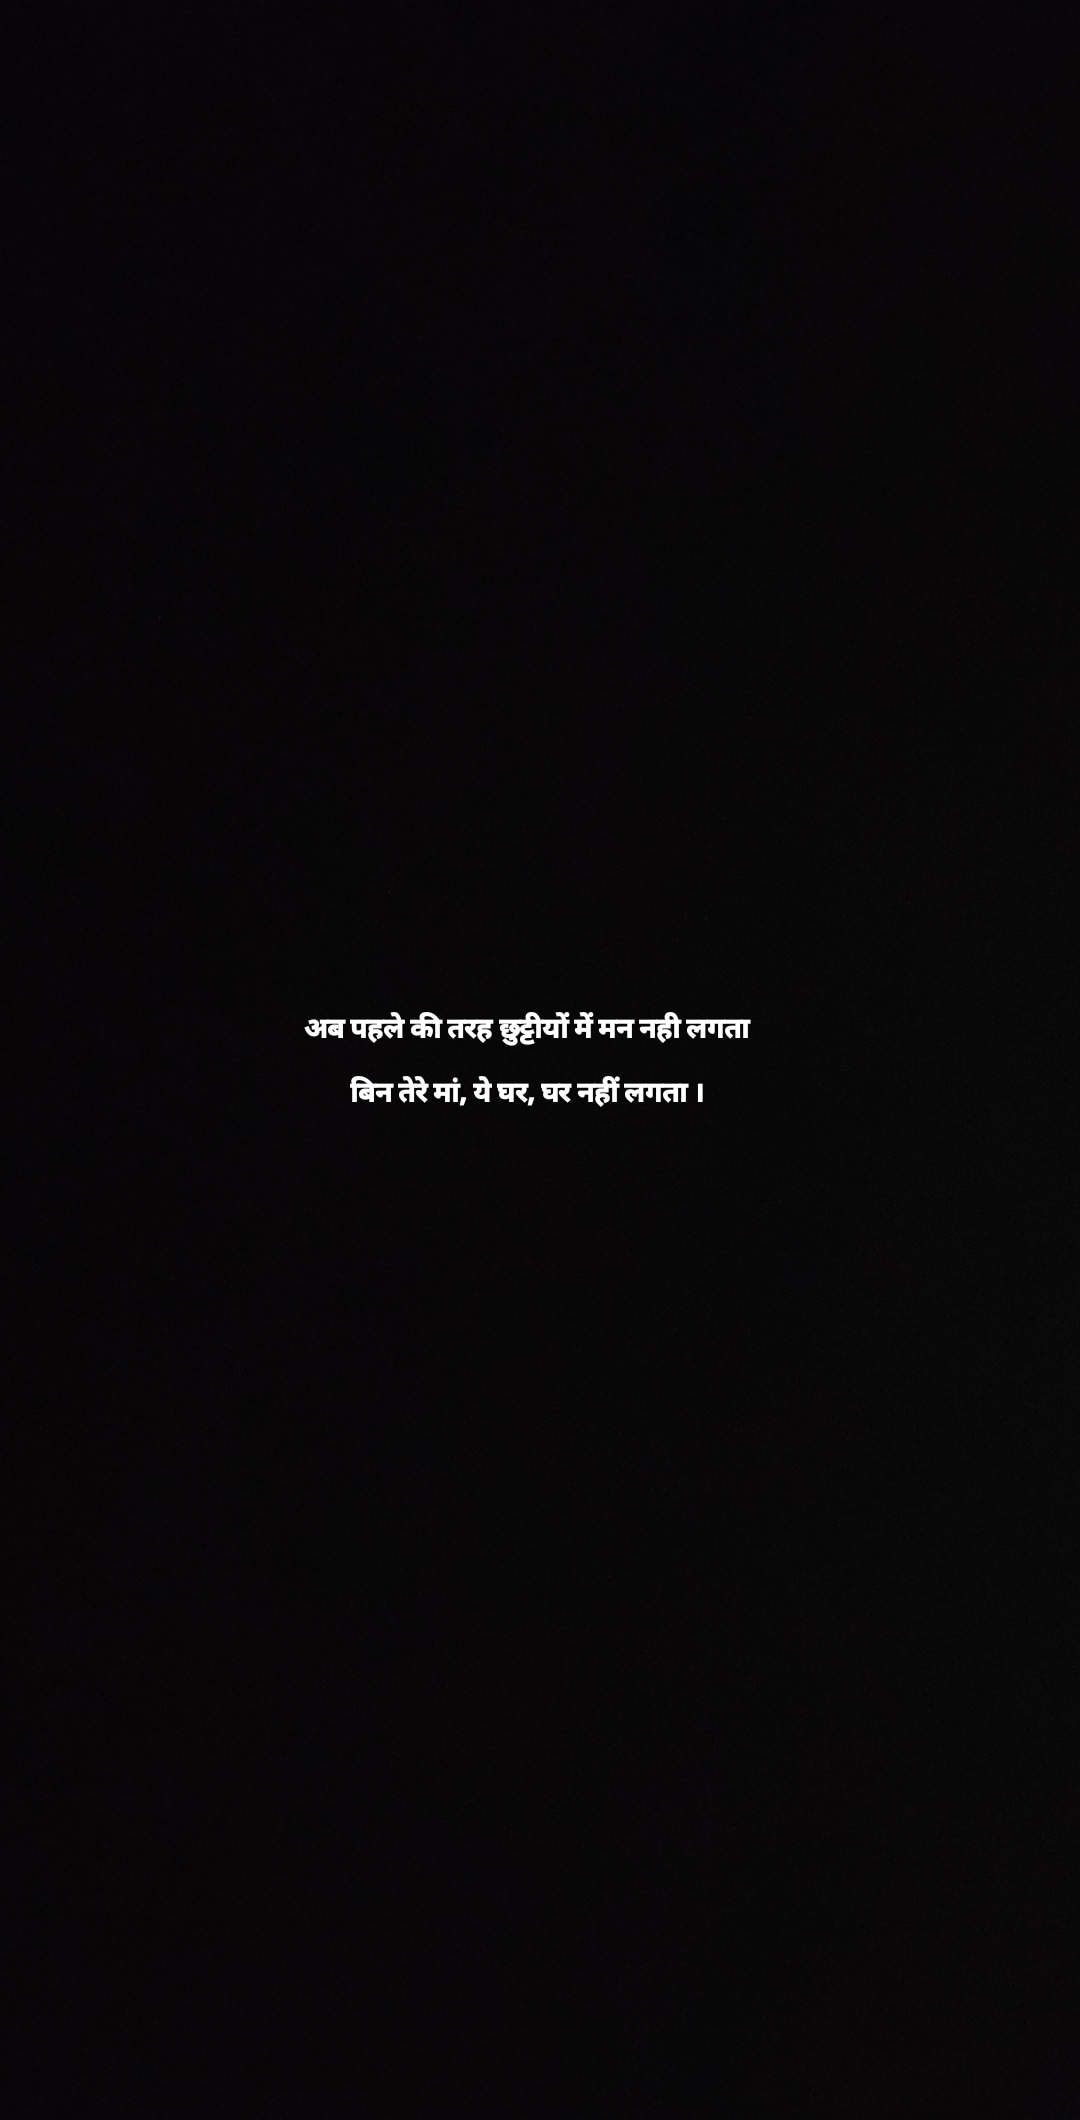 अब पहले की तरह छुट्टीयों में मन नही लगता
बिन तेरे मां, ये घर, घर नहीं लगता ।